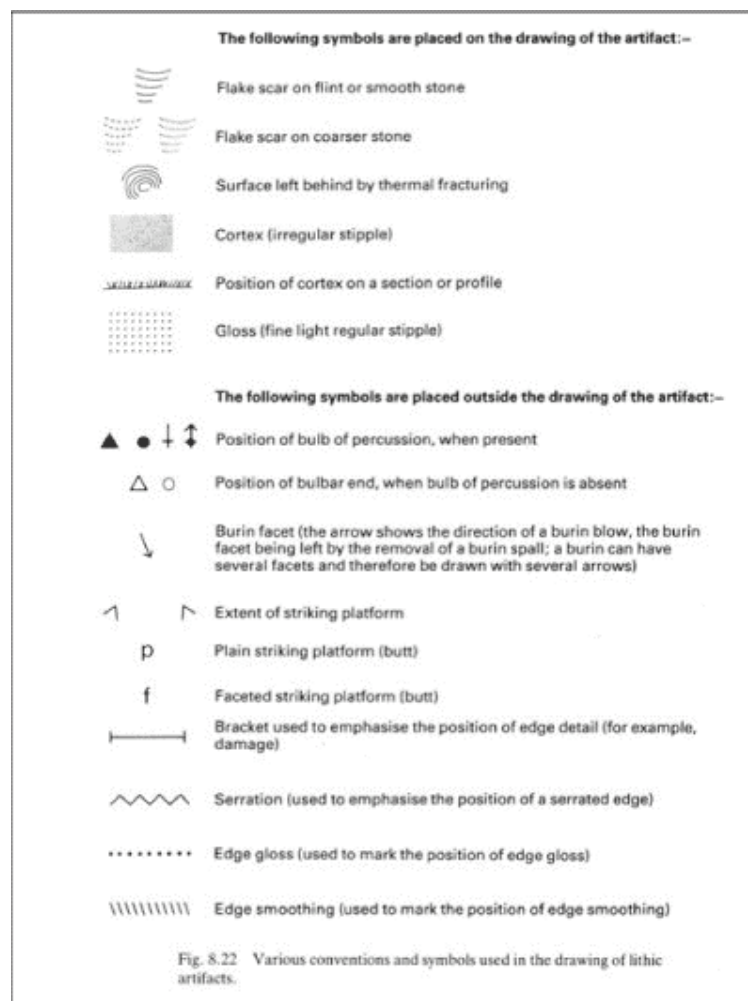 The following symbols are placed on the drawing of the artifact:–
Flake scar on flint or smooth stone
Flake scar on coarser stone
Surface left behind by thermal fracturing
Cortex (irregular stipple)
Position of cortex on a section or profile
Gloss (fine light regular stipple)
The following symbols are placed outside the drawing of the artifact:–
Position of bulb of percussion, when present
Position of bulbar end, when bulb of percussion is absent
Burin facet (the arrow shows the direction of a burin blow, the burin
facet being left by the removal of a burin spall; a burin can have
several facets and therefore be drawn with several arrows)
Extent of striking platform
p Plain striking platform (butt)
f Faceted striking platform (butt)
Bracket used to emphasise the position of edge detail (for example,
damage)
Serration (used to emphasise the position of a serrated edge)
Edge gloss (used to mark the position of edge gloss)
Edge smoothing (used to mark the position of edge smoothing)
Fig. 8.22 Various conventions and symbols used in the drawing of lithic
artifacts.